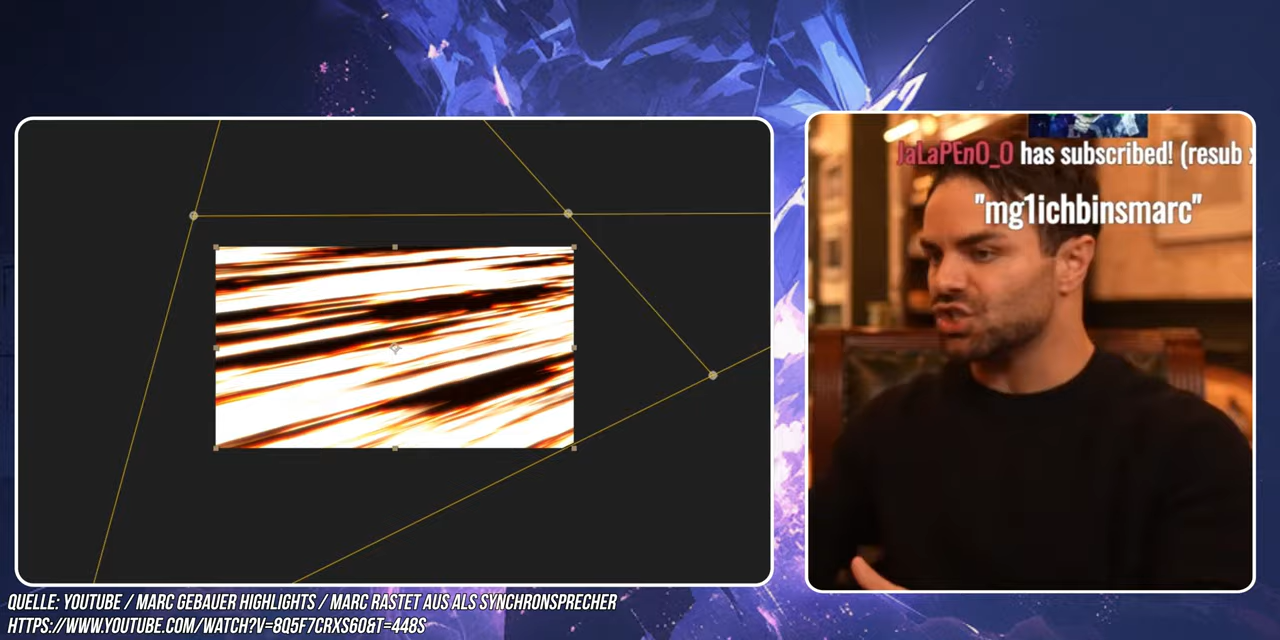 JaLaPEnO_O has subscribed! (resub x
"mg1ichbinsmarc"
QUELLE: YOUTUBE / MARC GEBAUER HIGHLIGHTS / MARC RASTET AUS ALS SYNCHRONSPRECHER
HTTPS://WWW.YOUTUBE.COM/WATCH?V=8Q5F7CRXS60&T=448S